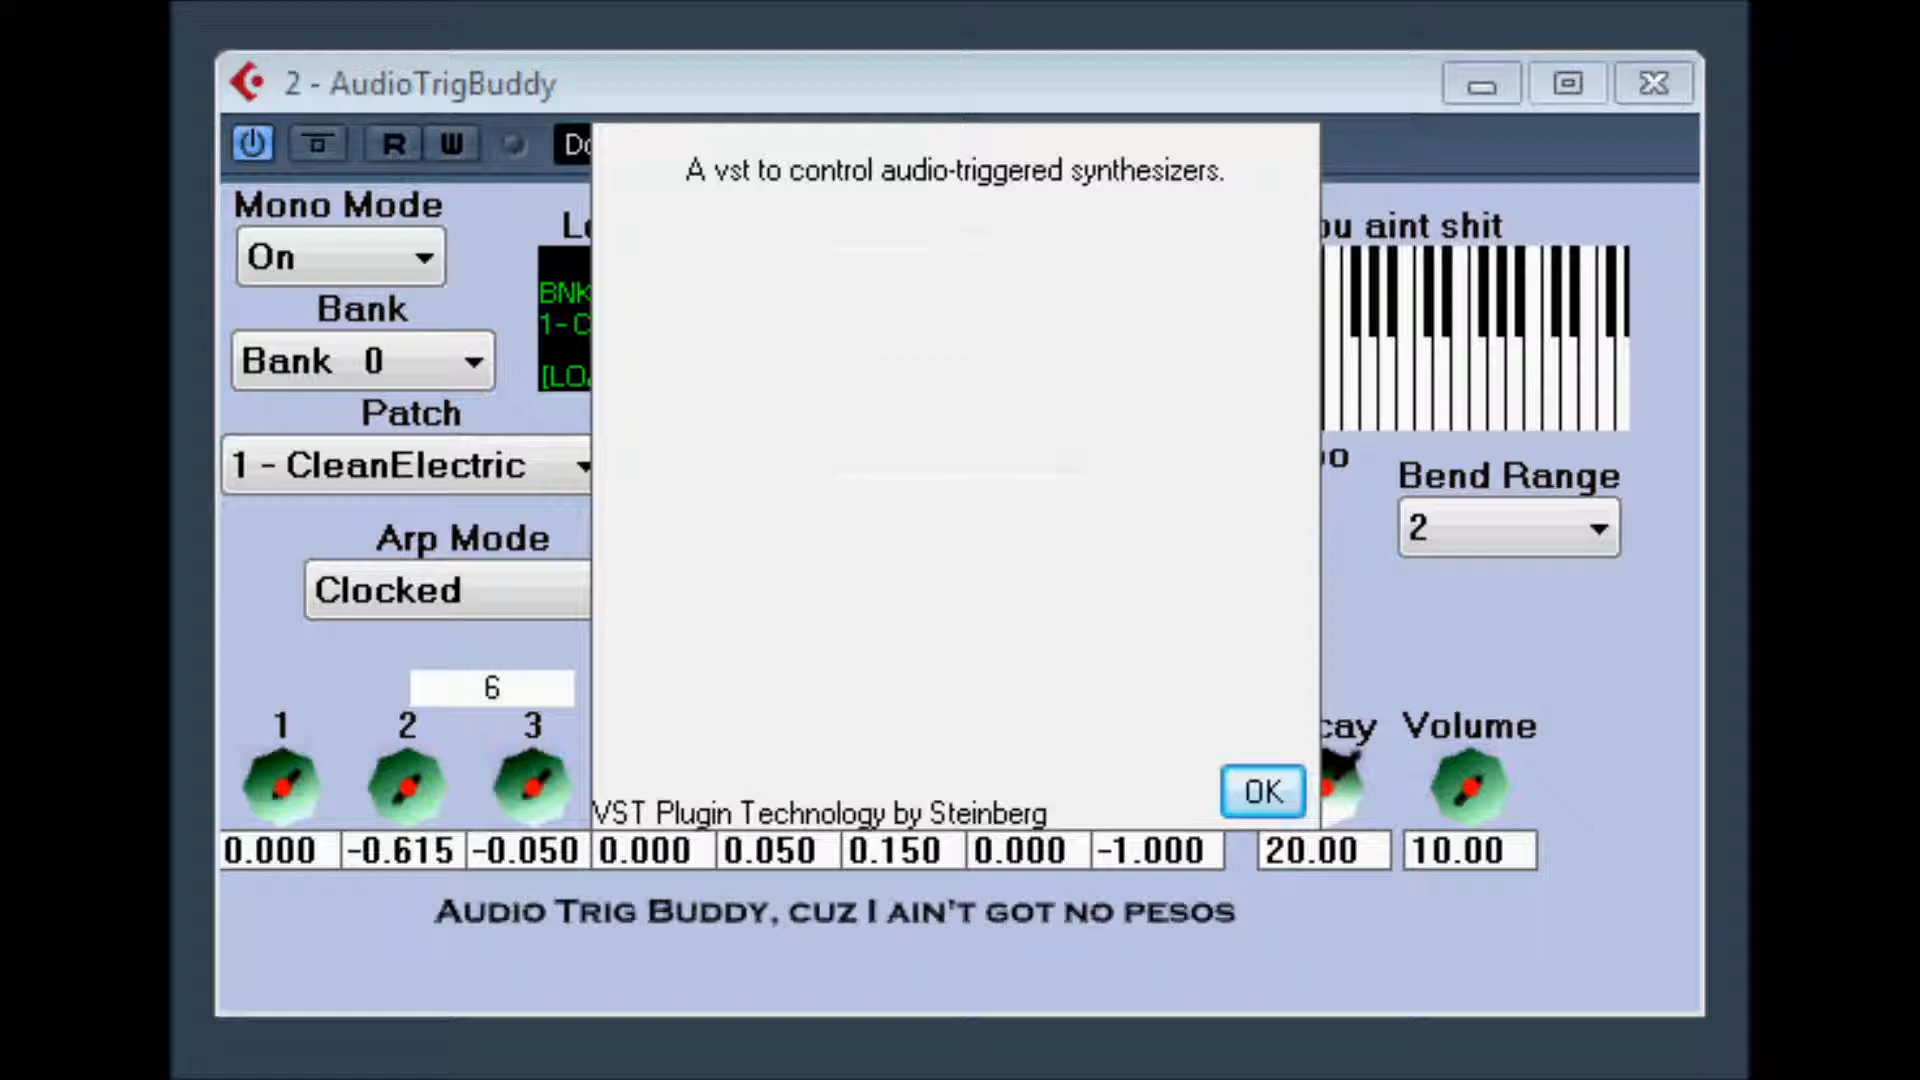 2 - AudioTrigBuddy
R W
A vst to control audio-triggered synthesizers.
Mono Mode
On
aint shit
Bank
BNK
Bank 0
Patch
1 - CleanElectric
Bend Range
2
Arp Mode
Clocked
6
1 2 3
Volume
OK
VST Plugin Technology by Steinberg
0.000 -0.615 -0.050 0.000 0.050 0.150 0.000 -1.000 20.00 10.00
AUDIO TRIG BUDDY, CUZ I AIN'T GOT NO PESOS